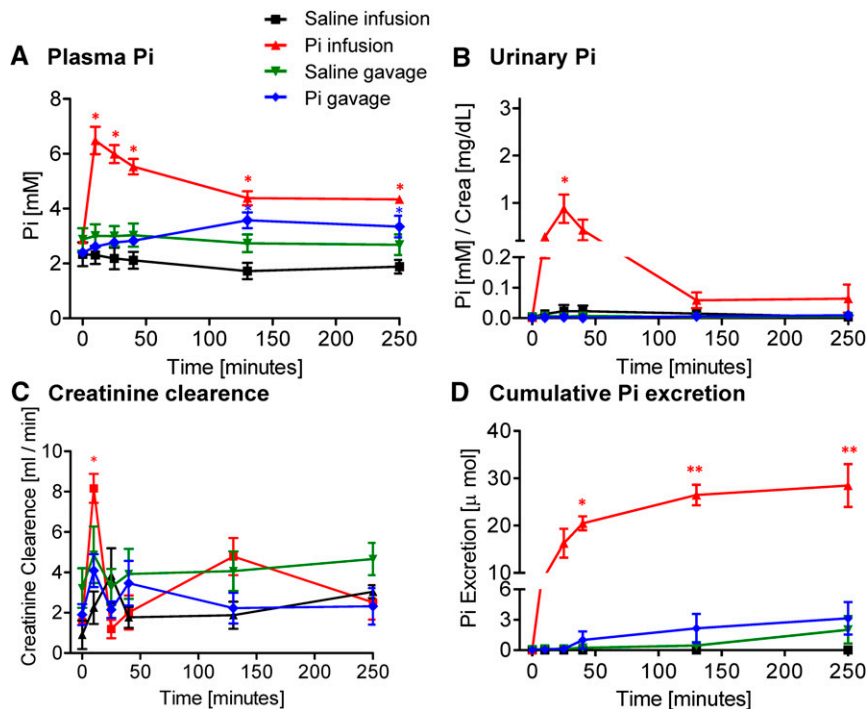 Saline infusion
Pi infusion
Saline gavage
Pi gavage
A Plasma Pi
* * * * *
* *
8
6
4
2
0
Pi [mM]
0 50 100 150 200 250
Time [minutes]
B Urinary Pi
*
3
2
1
0.2
0.1
0.0
Pi [mM] / Crea [mg/dL]
0 50 100 150 200 250
Time [minutes]
C Creatinine clearence
*
10
8
6
4
2
0
Creatinine Clearence [ml / min]
0 50 100 150 200 250
Time [minutes]
D Cumulative Pi excretion
* ** **
40
30
20
10
6
3
0
Pi Excretion [μ mol]
0 50 100 150 200 250
Time [minutes]